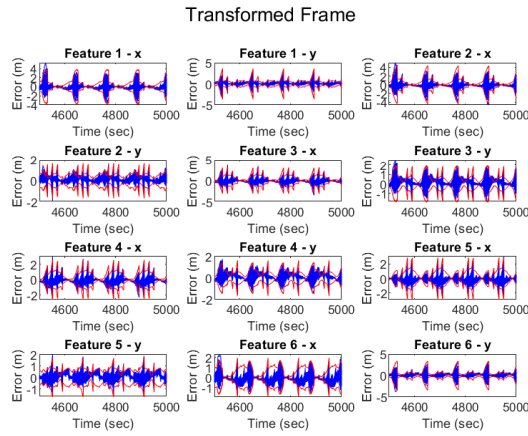 Transformed Frame
Feature 1 - x
Feature 1 - y
Feature 2 - x
Error (m)
4
2
0
-2
-4
4600 4800 5000
Time (sec)
Error (m)
5
0
-5
4600 4800 5000
Time (sec)
Error (m)
4
2
0
-2
-4
4600 4800 5000
Time (sec)
Feature 2 - y
Feature 3 - x
Feature 3 - y
Error (m)
2
0
-2
4600 4800 5000
Time (sec)
Error (m)
5
0
-5
4600 4800 5000
Time (sec)
Error (m)
2
1
0
-1
4600 4800 5000
Time (sec)
Feature 4 - x
Feature 4 - y
Feature 5 - x
Error (m)
2
0
-2
4600 4800 5000
Time (sec)
Error (m)
2
0
-2
4600 4800 5000
Time (sec)
Error (m)
2
0
-2
4600 4800 5000
Time (sec)
Feature 5 - y
Feature 6 - x
Feature 6 - y
Error (m)
2
1
0
-1
4600 4800 5000
Time (sec)
Error (m)
2
1
0
-1
4600 4800 5000
Time (sec)
Error (m)
5
0
-5
4600 4800 5000
Time (sec)